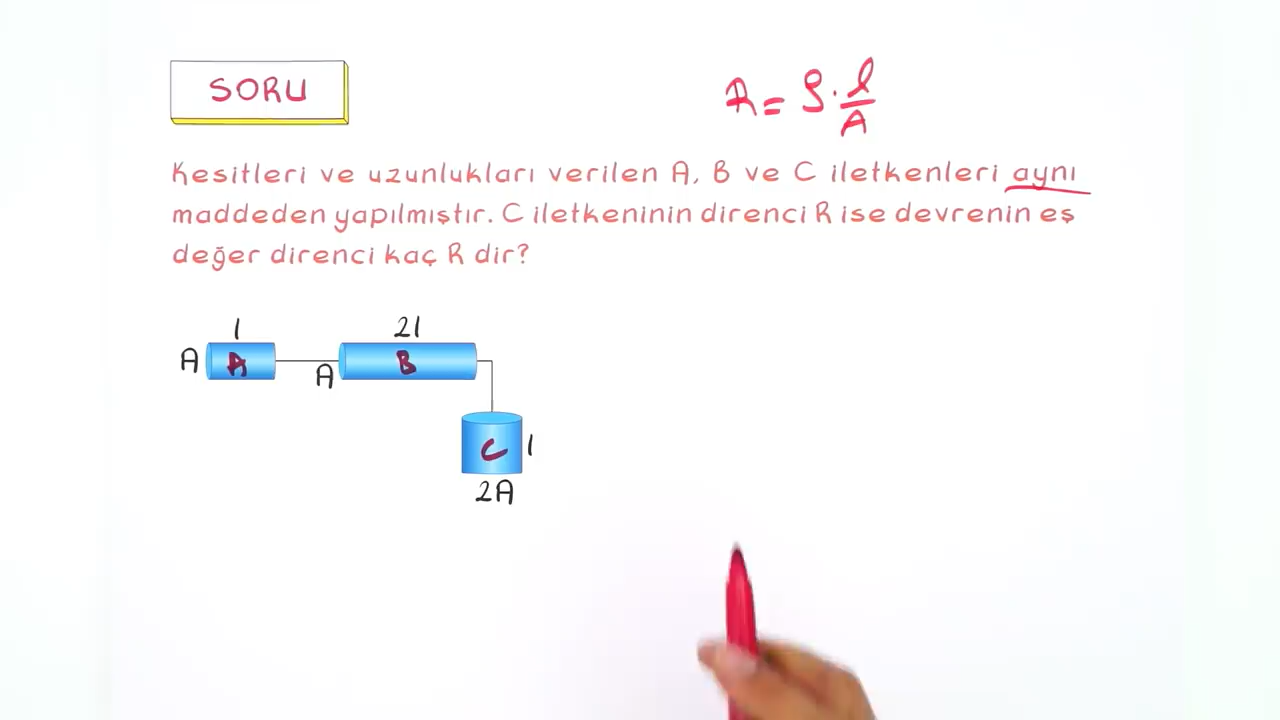 SORU
R = ρ · l / A
Kesitleri ve uzunlukları verilen A, B ve C iletkenleri aynı
maddeden yapılmıştır. C iletkeninin direnci R ise devrenin eş
değer direnci kaç R dir?
l
2l
A
A
A
B
C
l
2A